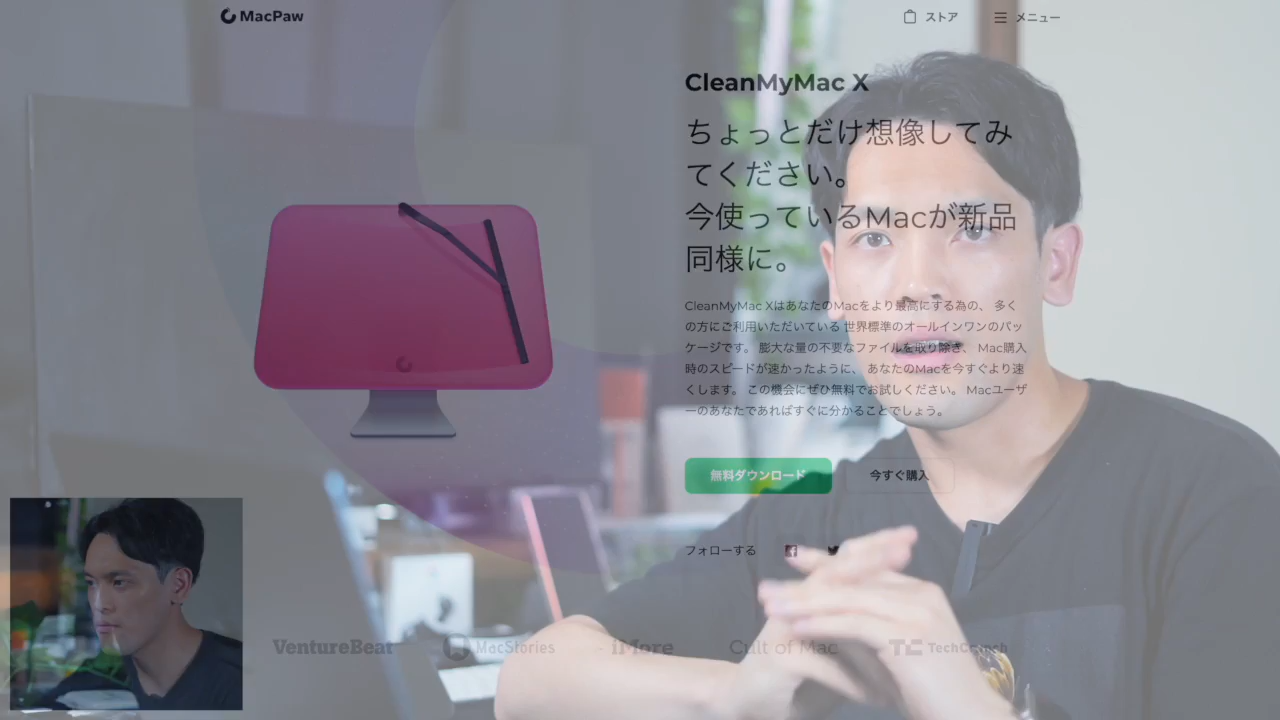 MacPaw
ストア
メニュー
CleanMyMac X
ちょっとだけ想像してみ
てください。
今使っているMacが新品
同様に。
CleanMyMac XはあなたのMacをより最高にする為の、 多く
の方にご利用いただいている 世界標準のオールインワンのパッ
ケージです。 膨大な量の不要なファイルを取り除き、 Mac購入
時のスピードが速かったように、 あなたのMacを今すぐより速
くします。 この機会にぜひ無料でお試しください。 Macユーザ
ーのあなたであればすぐに分かることでしょう。
無料ダウンロード
今すぐ購入
フォローする
VentureBeat
MacStories
iMore
Cult of Mac
TechCrunch